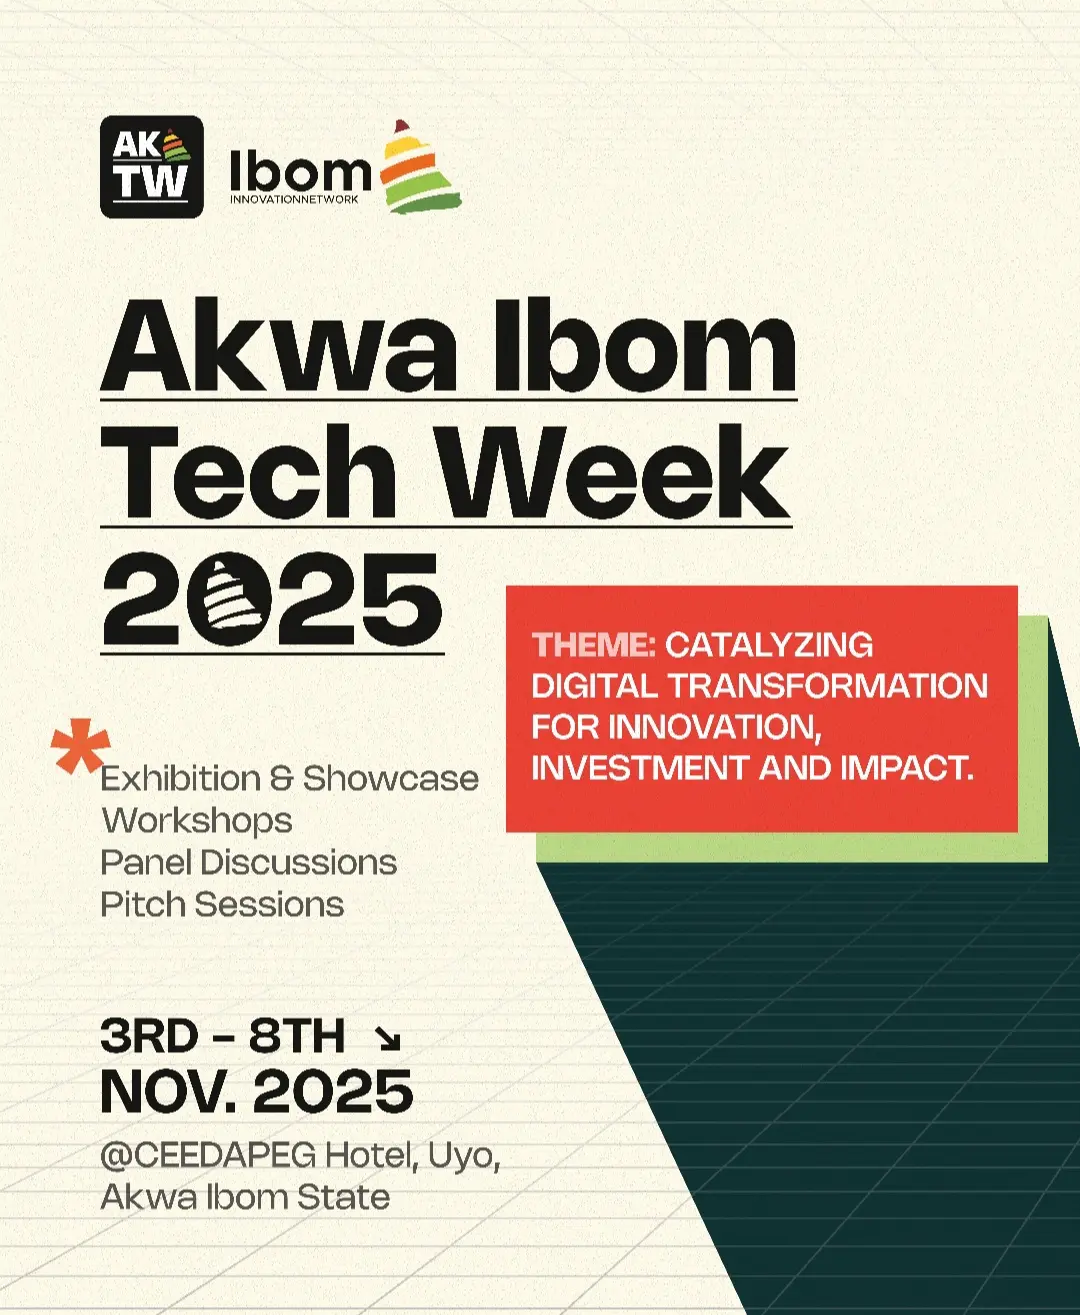 AK
TW
Ibom
INNOVATIONNETWORK
Akwa Ibom
Tech Week
2025
THEME: CATALYZING
DIGITAL TRANSFORMATION
FOR INNOVATION,
INVESTMENT AND IMPACT.
*
Exhibition & Showcase
Workshops
Panel Discussions
Pitch Sessions
3RD – 8TH ↘
NOV. 2025
@CEEDAPEG Hotel, Uyo,
Akwa Ibom State